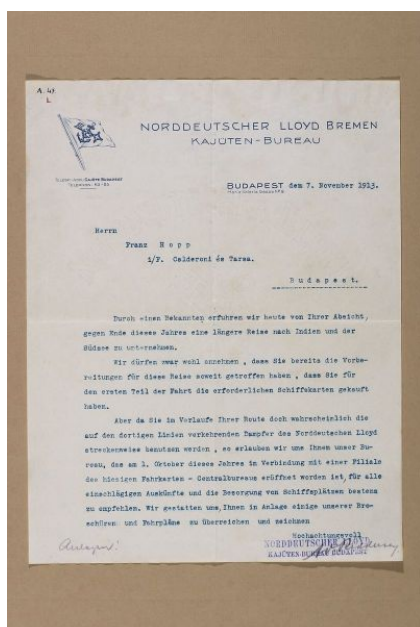 A. 43
1.
NORDDEUTSCHER LLOYD BREMEN
KAJÜTEN-BUREAU
BUDAPEST den 7. November 1913.
Herrn
Franz Hopp
i/F. Calderoni és Tarsa.
Budapest.
Durch einen Bekannten erfuhren wir heute von Ihrer Absicht,
gegen Ende dieses Jahres eine längere Reise nach Indien und der
Südsee zu unternehmen.
Wir dürfen zwar wohl annehmen , dass Sie bereits die Vorbe-
reitungen für diese Reise soweit getroffen haben , dass Sie für
den ersten Teil der Fahrt die erforderlichen Schiffskarten gekauft
haben.
Aber da Sie im Verlaufe Ihrer Route doch wahrscheinlich die
auf den dortigen Linien verkehrenden Dampfer des Norddeutschen Lloyd
streckenweise benutzen werden , so erlauben wir uns Ihnen unser Bu-
reau, das am 1. Oktober dieses Jahres in Verbindung mit einer Filiale
des hiesigen Fahrkarten - Centralbureaus eröffnet worden ist, für alle
einschlägigen Auskünfte und die Besorgung von Schiffsplätzen bestens
zu empfehlen. Wir gestatten uns, Ihnen in Anlage einige unserer Bro-
schüren und Fahrpläne zu überreichen und zeichnen
Hochachtungsvoll
NORDDEUTSCHER LLOYD
KAJÜTEN-BUREAU BUDAPEST
Anlagen!